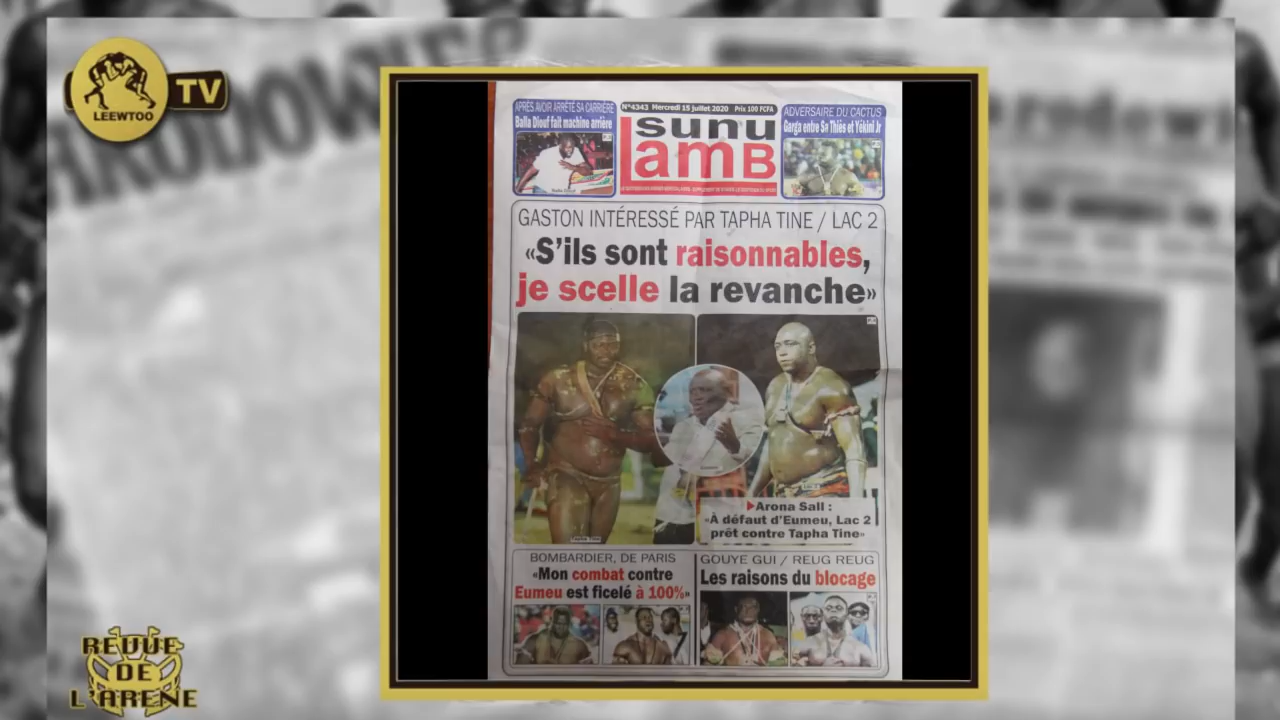 LEEWTOO
TV
APRÈS AVOIR ARRÊTÉ SA CARRIÈRE
Balla Diouf fait machine arrière
N°4343 Mercredi 15 juillet 2020 Prix 100 FCFA
sunu
Lamb
ADVERSAIRE DU CACTUS
Garga entre Sa Thiès et Yékini Jr
GASTON INTÉRESSÉ PAR TAPHA TINE / LAC 2
«S'ils sont raisonnables,
je scelle la revanche»
Arona Sall :
«À défaut d'Eumeu, Lac 2
prêt contre Tapha Tine»
Tapha Tine
BOMBARDIER, DE PARIS
«Mon combat contre
Eumeu est ficelé à 100%»
GOUYE GUI / REUG REUG
Les raisons du blocage
REVUE
DE
L'ARENE